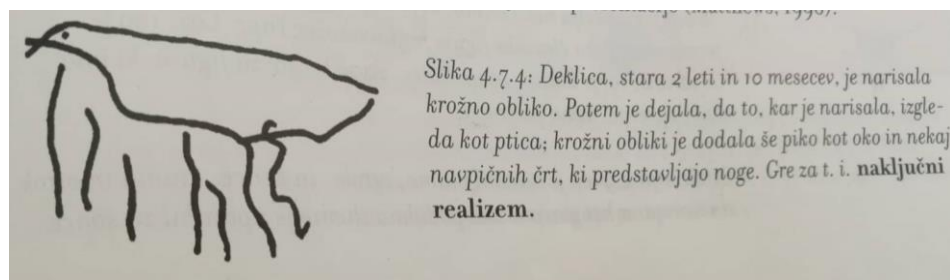 Slika 4.7.4: Deklica, stara 2 leti in 10 mesecev, je narisala
krožno obliko. Potem je dejala, da to, kar je narisala, izgle-
da kot ptica; krožni obliki je dodala še piko kot oko in nekaj
navpičnih črt, ki predstavljajo noge. Gre za t. i. naključni
realizem.